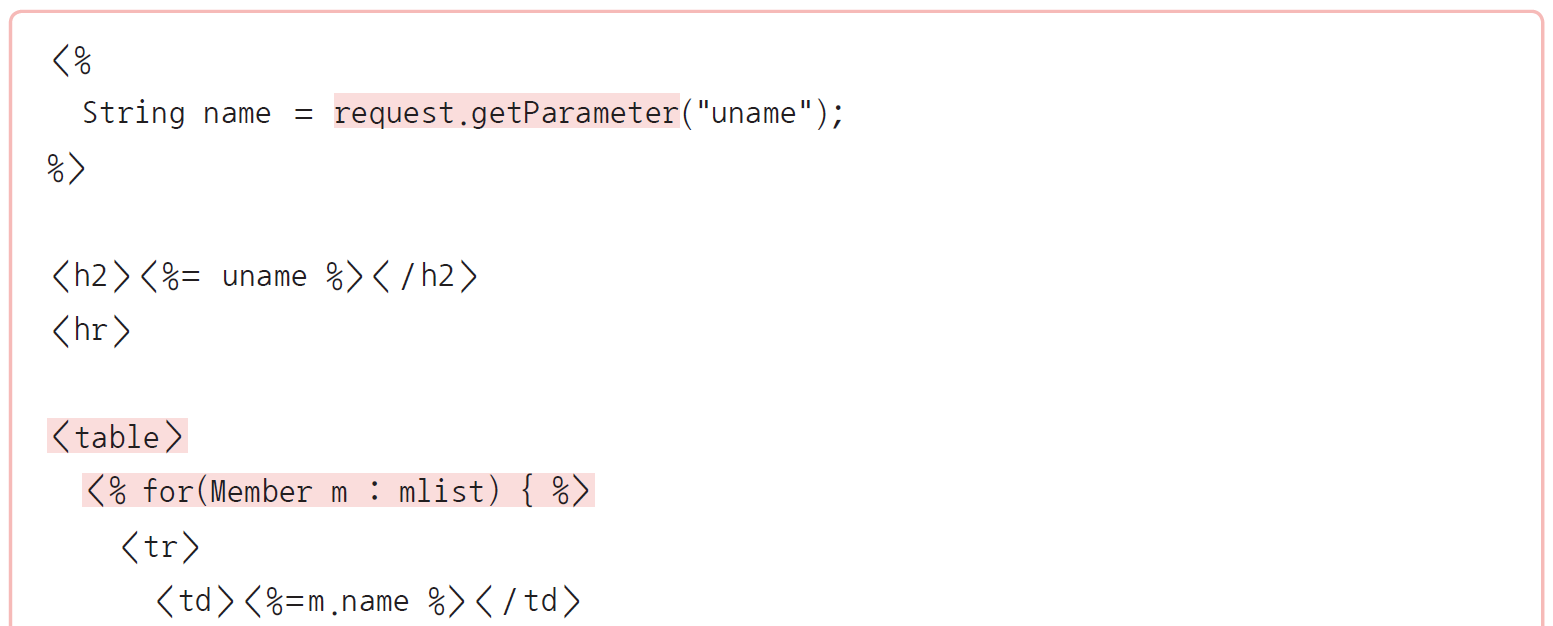 <%
String name = request.getParameter("uname");
%>
<h2><%= uname %></h2>
<hr>
<table>
<% for(Member m : mlist) { %>
<tr>
<td><%=m.name %></td>